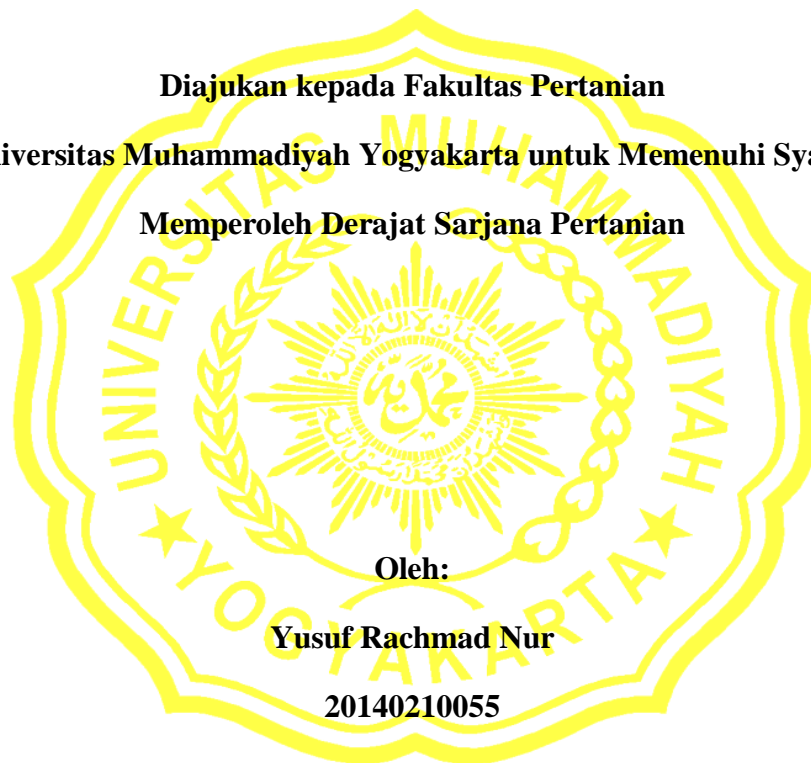 Diajukan kepada Fakultas Pertanian
iversitas Muhammadiyah Yogyakarta untuk Memenuhi Sya
Memperoleh Derajat Sarjana Pertanian
UNIVERSITAS MUHAMMADIYAH
YOGYAKARTA
Oleh:
Yusuf Rachmad Nur
20140210055